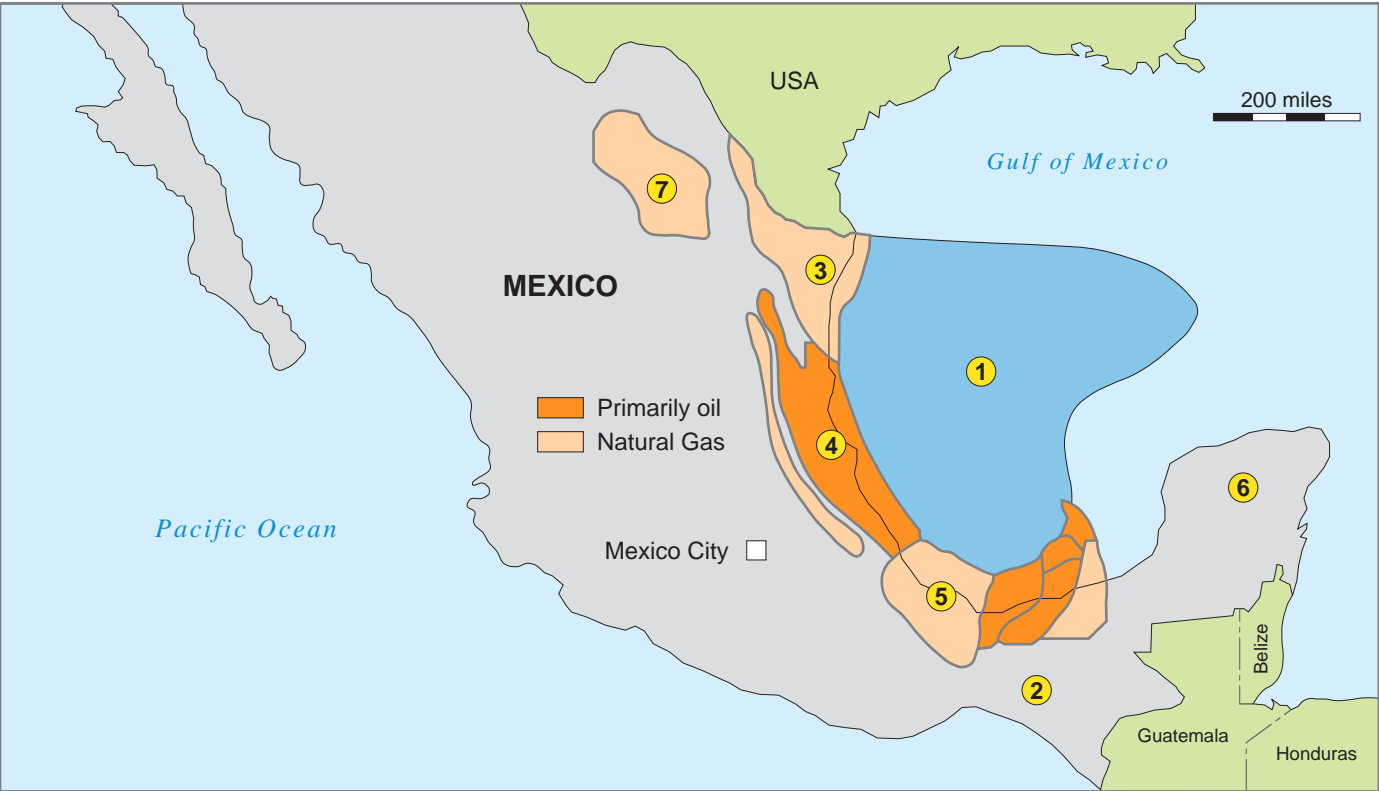 USA
200 miles
Gulf of Mexico
7
3
MEXICO
1
Primarily oil
Natural Gas
4
6
Pacific Ocean
Mexico City
5
Belize
2
Guatemala
Honduras